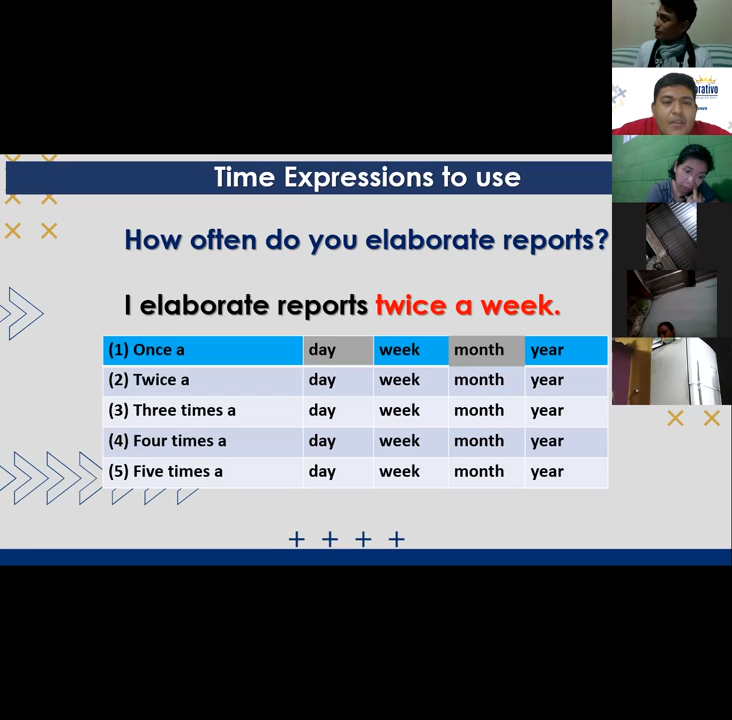 Time Expressions to use
How often do you elaborate reports?
I elaborate reports twice a week.
(1) Once a day week month year
(2) Twice a day week month year
(3) Three times a day week month year
(4) Four times a day week month year
(5) Five times a day week month year